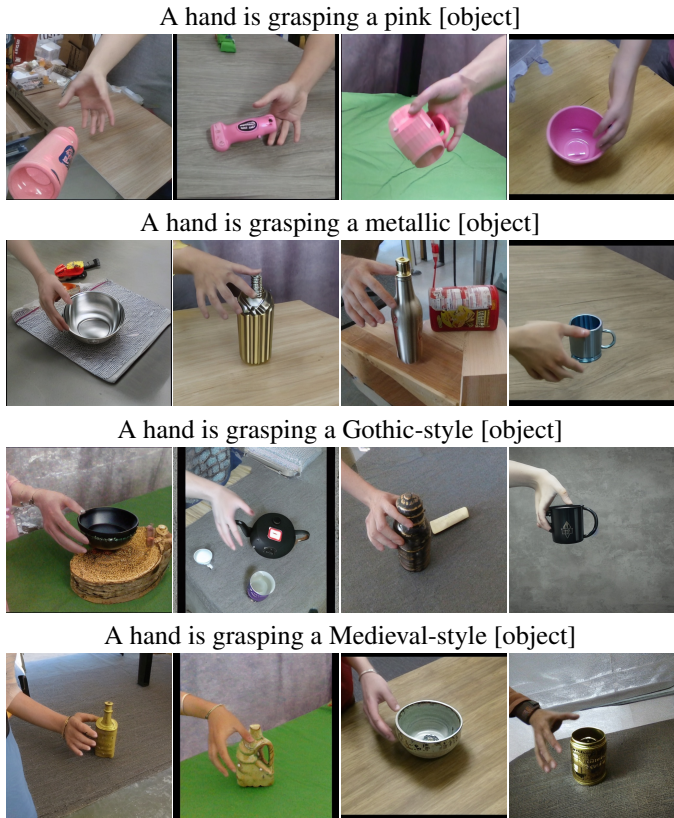 A hand is grasping a pink [object]
A hand is grasping a metallic [object]
A hand is grasping a Gothic-style [object]
A hand is grasping a Medieval-style [object]